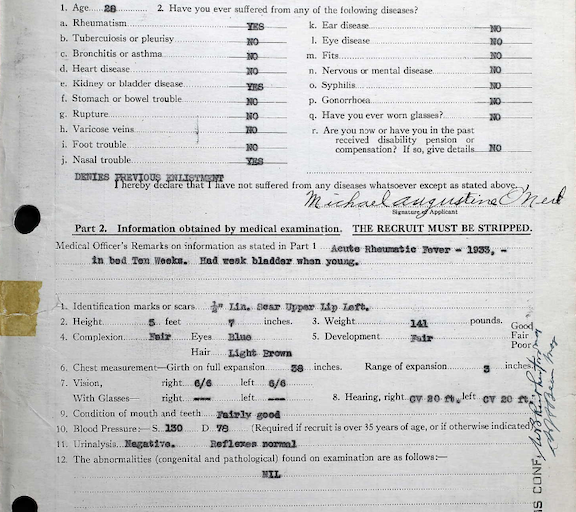 1. Age 28 2. Have you ever suffered from any of the following diseases?
a. Rheumatism YES
b. Tuberculosis or pleurisy NO
c. Bronchitis or asthma NO
d. Heart disease NO
e. Kidney or bladder disease YES
f. Stomach or bowel trouble NO
g. Rupture NO
h. Varicose veins NO
i. Foot trouble NO
j. Nasal trouble YES
k. Ear disease NO
l. Eye disease NO
m. Fits NO
n. Nervous or mental disease NO
o. Syphilis NO
p. Gonorrhoea NO
q. Have you ever worn glasses? NO
r. Are you now or have you in the past
received disability pension or
compensation? If so, give details NO
DENIES PREVIOUS ENLISTMENT
I hereby declare that I have not suffered from any diseases whatsoever except as stated above.
Michael Augustine O'Neil
Signature of Applicant
Part 2. Information obtained by medical examination. THE RECRUIT MUST BE STRIPPED.
Medical Officer's Remarks on information as stated in Part 1 Acute Rheumatic Fever - 1933, -
in bed Ten Weeks. Had weak bladder when young.
1. Identification marks or scars ½" Lin. Scar Upper Lip Left.
2. Height 5 feet 7 inches. 3. Weight 141 pounds.
4. Complexion Fair Eyes Blue 5. Development Fair Good Fair Poor
Hair Light Brown
6. Chest measurement—Girth on full expansion 38 inches. Range of expansion 3 inches
7. Vision, right 6/6 left 6/6
With Glasses— right --- left --- 8. Hearing, right CV 20 ft. left CV 20 ft.
9. Condition of mouth and teeth Fairly good
10. Blood Pressure:— S. 130 D. 78 (Required if recruit is over 35 years of age, or if otherwise indicated)
11. Urinalysis Negative. Reflexes normal
12. The abnormalities (congenital and pathological) found on examination are as follows:—
NIL
S CONF